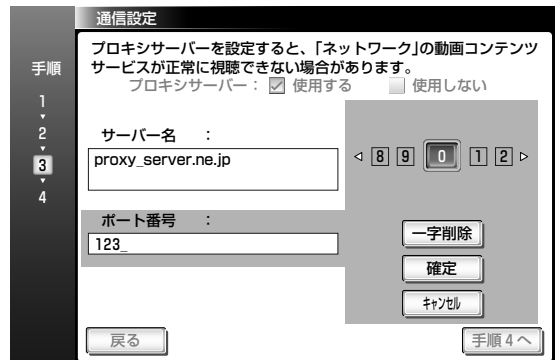 通信設定
手順
1
2
3
4
プロキシサーバーを設定すると、「ネットワーク」の動画コンテンツ
サービスが正常に視聴できない場合があります。
プロキシサーバー： 使用する 使用しない
サーバー名 ：
proxy_server.ne.jp
8 9 0 1 2
ポート番号 ：
123_
一字削除
確定
ｷｬﾝｾﾙ
戻る
手順4へ